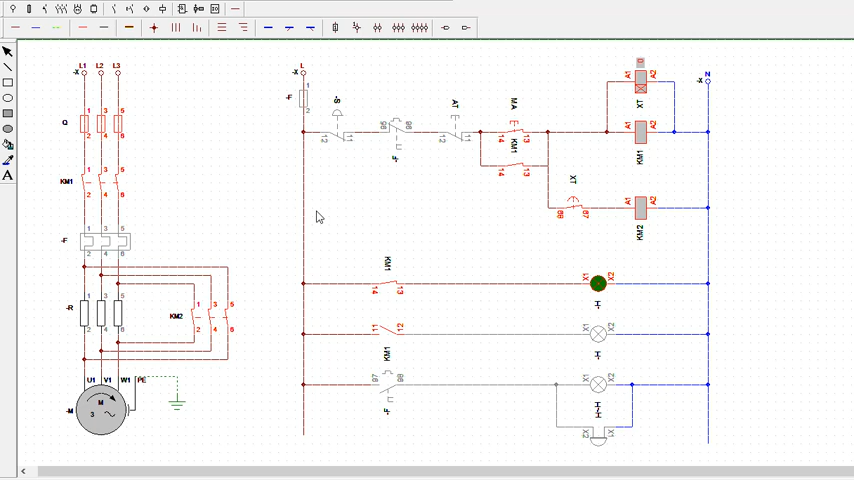 L1 L2 L3
-X
Q
1 3 5
2 4 6
KM1
1 3 5
2 4 6
-F
1 3 5
2 4 6
-R
1 3 5
2 4 6
KM2
1 3 5
2 4 6
U1 V1 W1 PE
-M
M
3
L
-X
-F
1
2
-S
12 11
96 95
-F
AT
12 11
MA
14 13
KM1
14 13
XT
68 67
A1 A2
XT
A1 A2
KM1
A1 A2
KM2
N
-X
KM1
14 13
X1 X2
H-
11 12
KM1
X1 X2
H-
97 98
-F
X1 X2
X2 X1
A